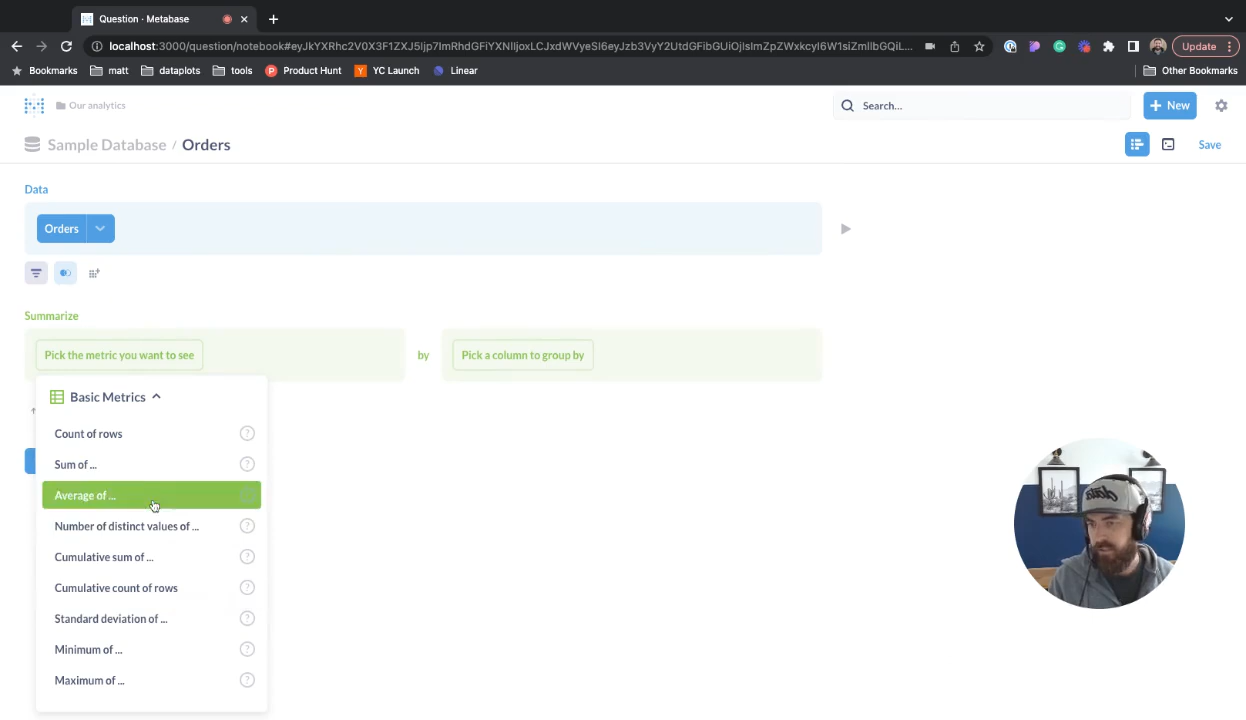 Question · Metabase
localhost:3000/question/notebook#
Update
Bookmarks
matt
dataplots
tools
Product Hunt
YC Launch
Linear
Other Bookmarks
Our analytics
Search...
+ New
Sample Database / Orders
Save
Data
Orders
Summarize
Pick the metric you want to see
by
Pick a column to group by
Basic Metrics
Count of rows
Sum of ...
Average of ...
Number of distinct values of ...
Cumulative sum of ...
Cumulative count of rows
Standard deviation of ...
Minimum of ...
Maximum of ...